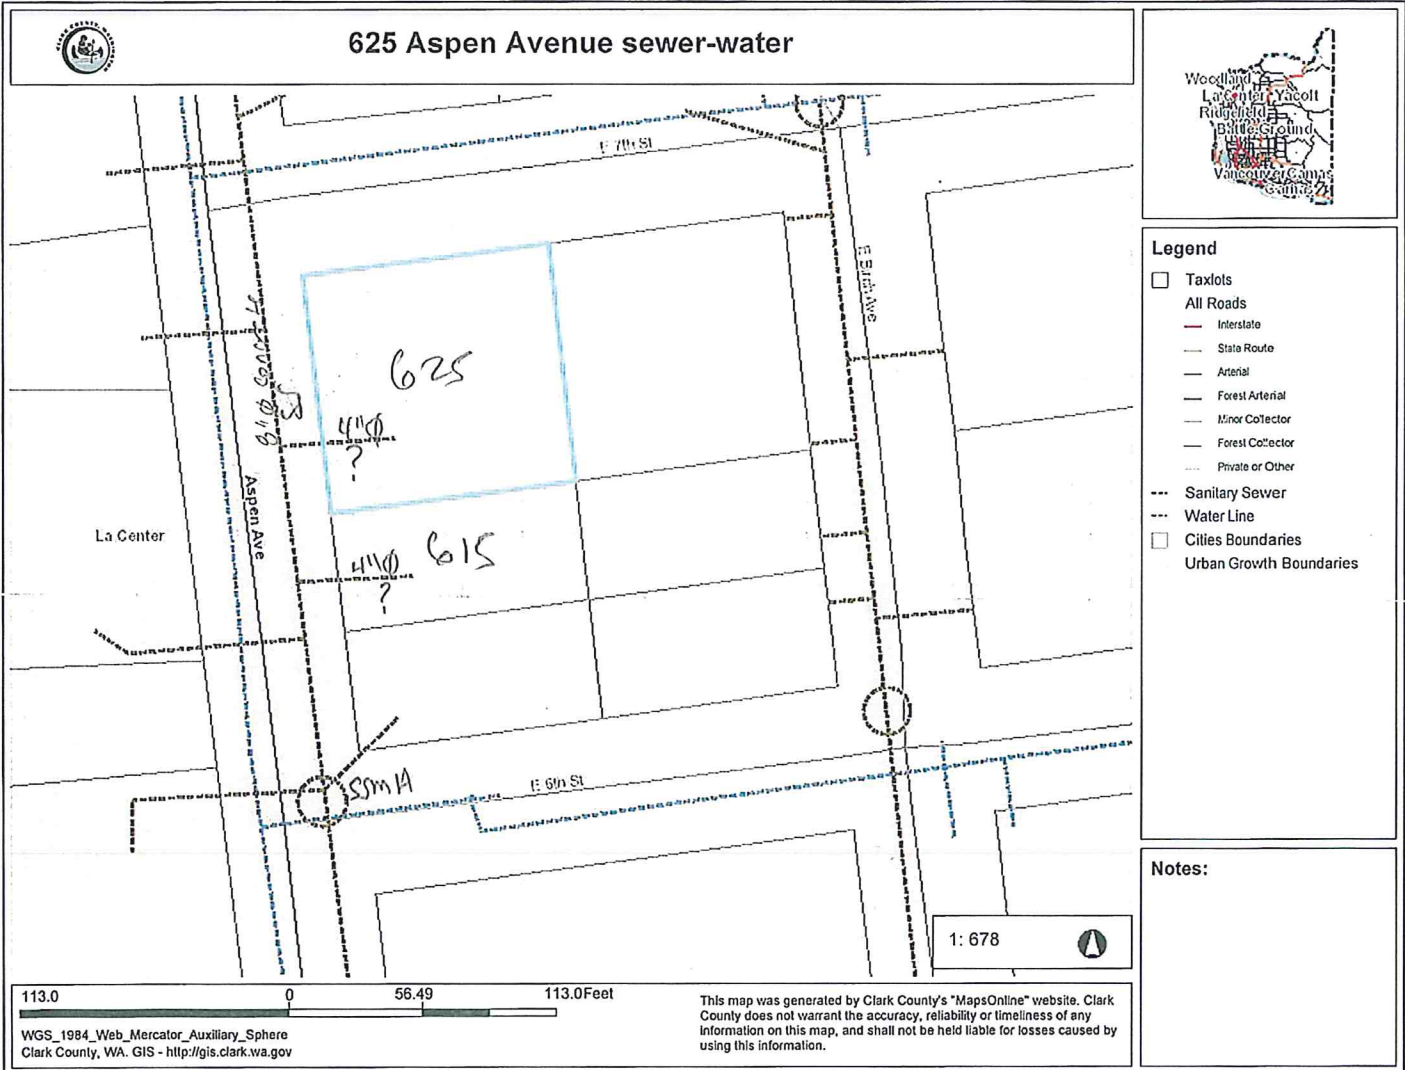 625 Aspen Avenue sewer-water
Woodland
La Center Yacolt
Ridgefield
Battle Ground
Vancouver Camas
Camas
E 7th St
E Birch Ave
625
8"Ø
SS
4"Ø
?
Aspen Ave
La Center
615
4"Ø
?
SSMH
E 6th St
Legend
Taxlots
All Roads
Interstate
State Route
Arterial
Forest Arterial
Minor Collector
Forest Collector
Private or Other
Sanitary Sewer
Water Line
Cities Boundaries
Urban Growth Boundaries
Notes:
1: 678
113.0 0 56.49 113.0Feet
WGS_1984_Web_Mercator_Auxiliary_Sphere
Clark County, WA. GIS - http://gis.clark.wa.gov
This map was generated by Clark County's "MapsOnline" website. Clark
County does not warrant the accuracy, reliability or timeliness of any
information on this map, and shall not be held liable for losses caused by
using this information.